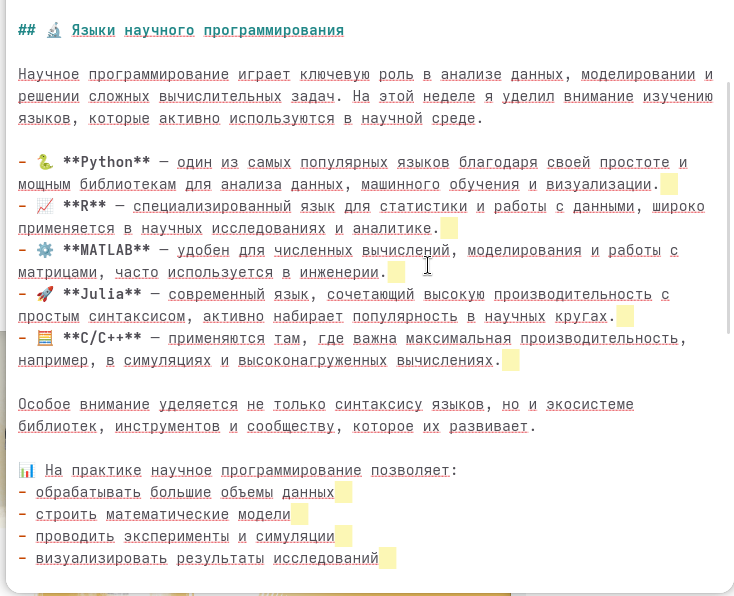 ## 🔬 Языки научного программирования
Научное программирование играет ключевую роль в анализе данных, моделировании и
решении сложных вычислительных задач. На этой неделе я уделил внимание изучению
языков, которые активно используются в научной среде.
- 🐍 **Python** — один из самых популярных языков благодаря своей простоте и
мощным библиотекам для анализа данных, машинного обучения и визуализации.
- 📈 **R** — специализированный язык для статистики и работы с данными, широко
применяется в научных исследованиях и аналитике.
- ⚙️ **MATLAB** — удобен для численных вычислений, моделирования и работы с
матрицами, часто используется в инженерии.
- 🚀 **Julia** — современный язык, сочетающий высокую производительность с
простым синтаксисом, активно набирает популярность в научных кругах.
- 🧮 **C/C++** — применяются там, где важна максимальная производительность,
например, в симуляциях и высоконагруженных вычислениях.
Особое внимание уделяется не только синтаксису языков, но и экосистеме
библиотек, инструментов и сообществу, которое их развивает.
📊 На практике научное программирование позволяет:
- обрабатывать большие объемы данных
- строить математические модели
- проводить эксперименты и симуляции
- визуализировать результаты исследований